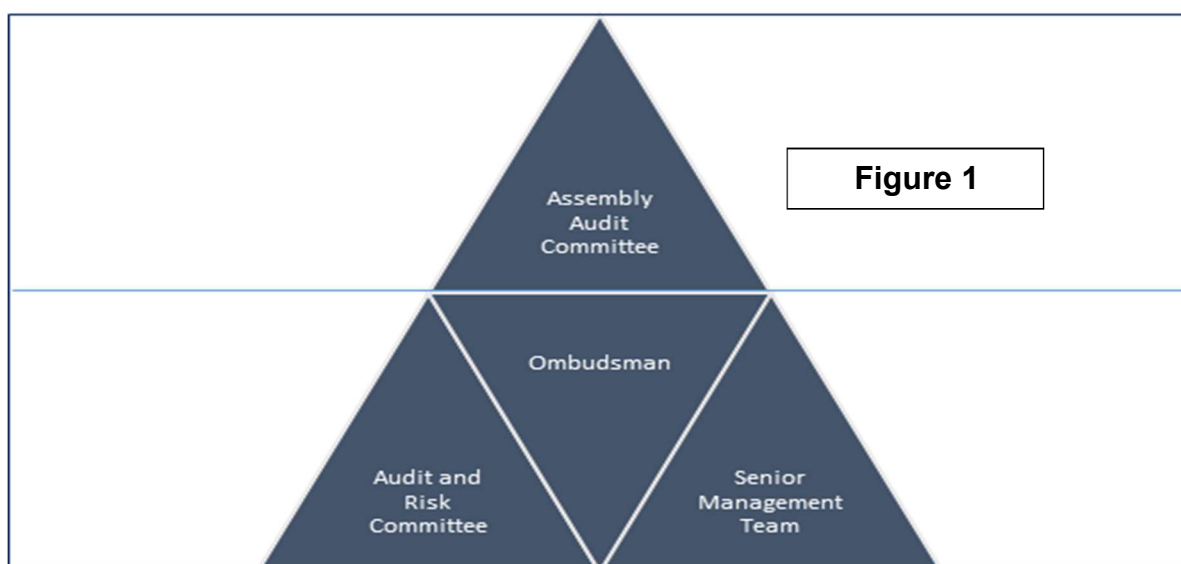 Assembly
Audit
Committee
Figure 1
Ombudsman
Audit and
Risk
Committee
Senior
Management
Team